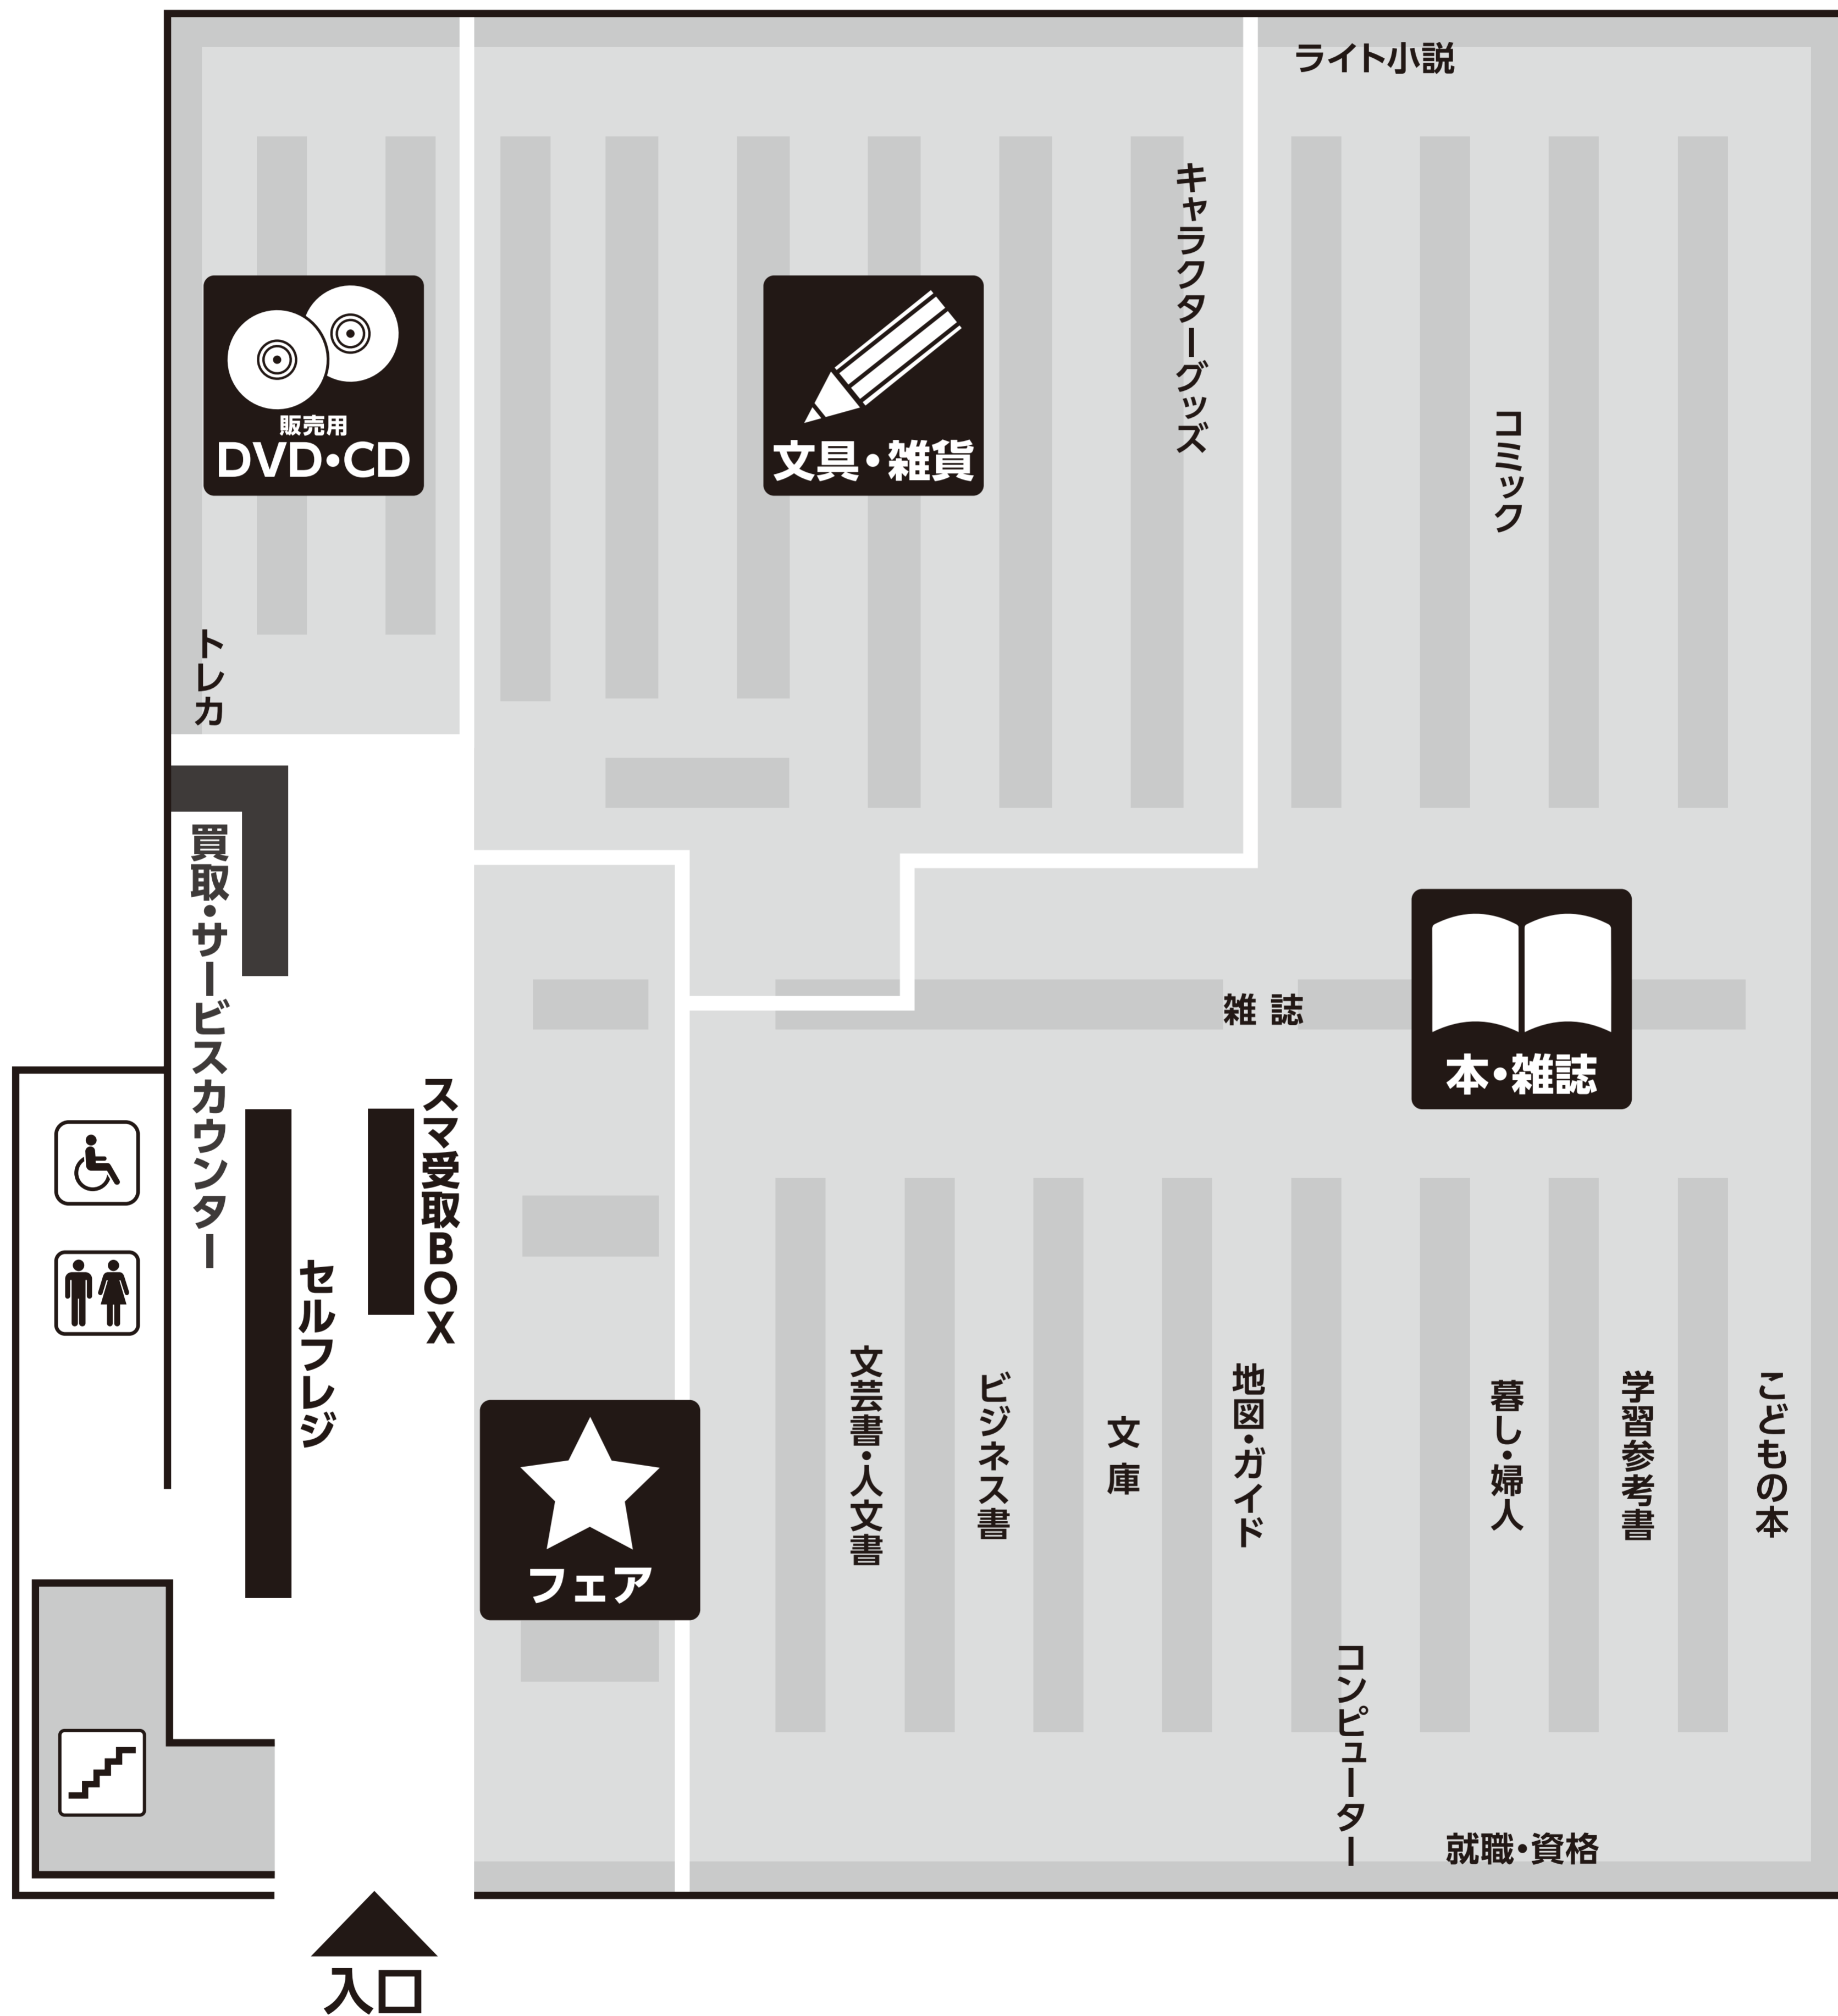 ライト小説
キャラクターグッズ
コミック
販売用
DVD・CD
文具・雑貨
トレカ
買取・サービスカウンター
雑 誌
本・雑誌
スマ受取BOX
セルフレジ
フェア
文芸書・人文書
ビジネス書
文 庫
地図・ガイド
暮し・婦人
学習参考書
こどもの本
コンピューター
就職・資格
入口